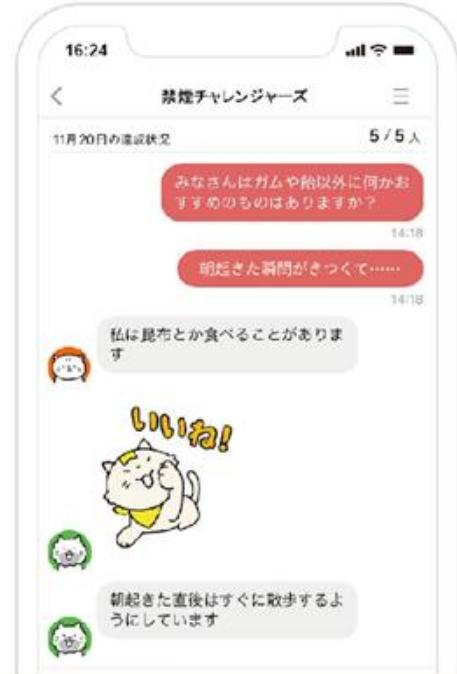 16:24
禁煙チャレンジャーズ
11月20日の達成状況
5/5人
みなさんはガムや飴以外に何かお
すすめのものはありますか？
14:18
朝起きた瞬間がきつくて……
14:18
私は昆布とか食べることがありま
す
いいね!
朝起きた直後はすぐに散歩するよ
うにしています